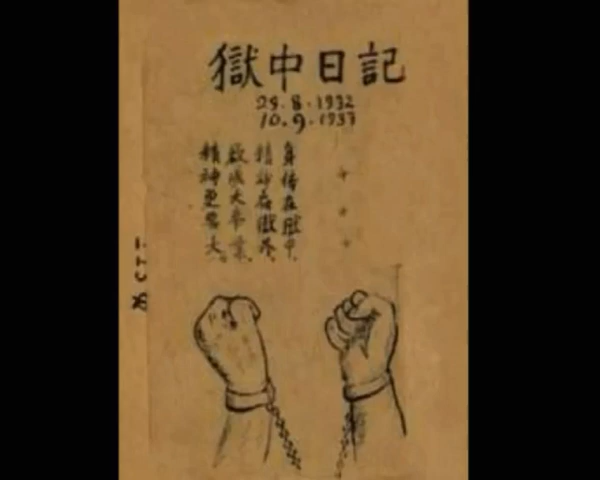 獄中日記
29.8.1932
10.9.1933
身体在獄中，
精神在獄外，
欲成大事業，
精神更要大。